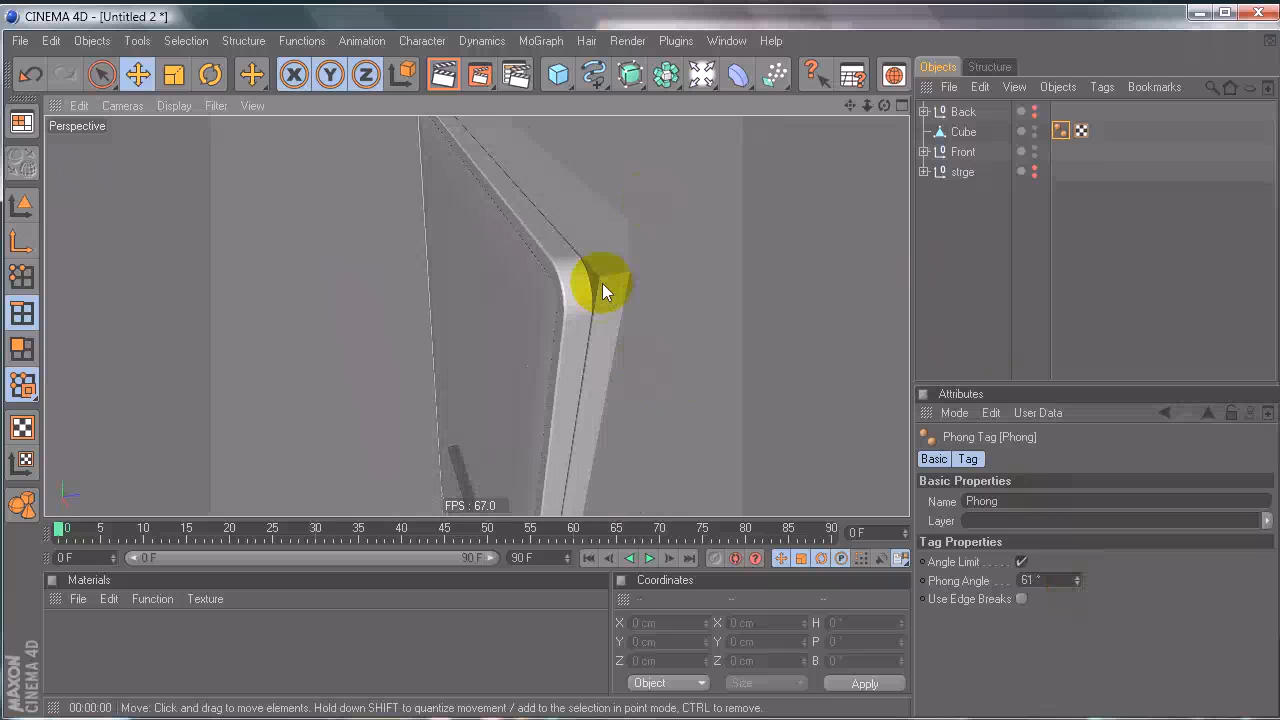 CINEMA 4D - [Untitled 2 *]
File Edit Objects Tools Selection Structure Functions Animation Character Dynamics MoGraph Hair Render Plugins Window Help
X Y Z
Edit Cameras Display Filter View
Perspective
FPS : 67.0
Objects Structure
File Edit View Objects Tags Bookmarks
Back
Cube
Front
strge
Attributes
Mode Edit User Data
Phong Tag [Phong]
Basic Tag
Basic Properties
Name Phong
Layer
Tag Properties
Angle Limit
Phong Angle 61 °
Use Edge Breaks
0 5 10 15 20 25 30 35 40 45 50 55 60 65 70 75 80 85 90 0 F
0 F 0 F 90 F 90 F
Materials
File Edit Function Texture
Coordinates
-- -- --
X 0 cm X 0 cm H 0 °
Y 0 cm Y 0 cm P 0 °
Z 0 cm Z 0 cm B 0 °
Object Size Apply
MAXON CINEMA 4D
00:00:00 Move: Click and drag to move elements. Hold down SHIFT to quantize movement / add to the selection in point mode, CTRL to remove.